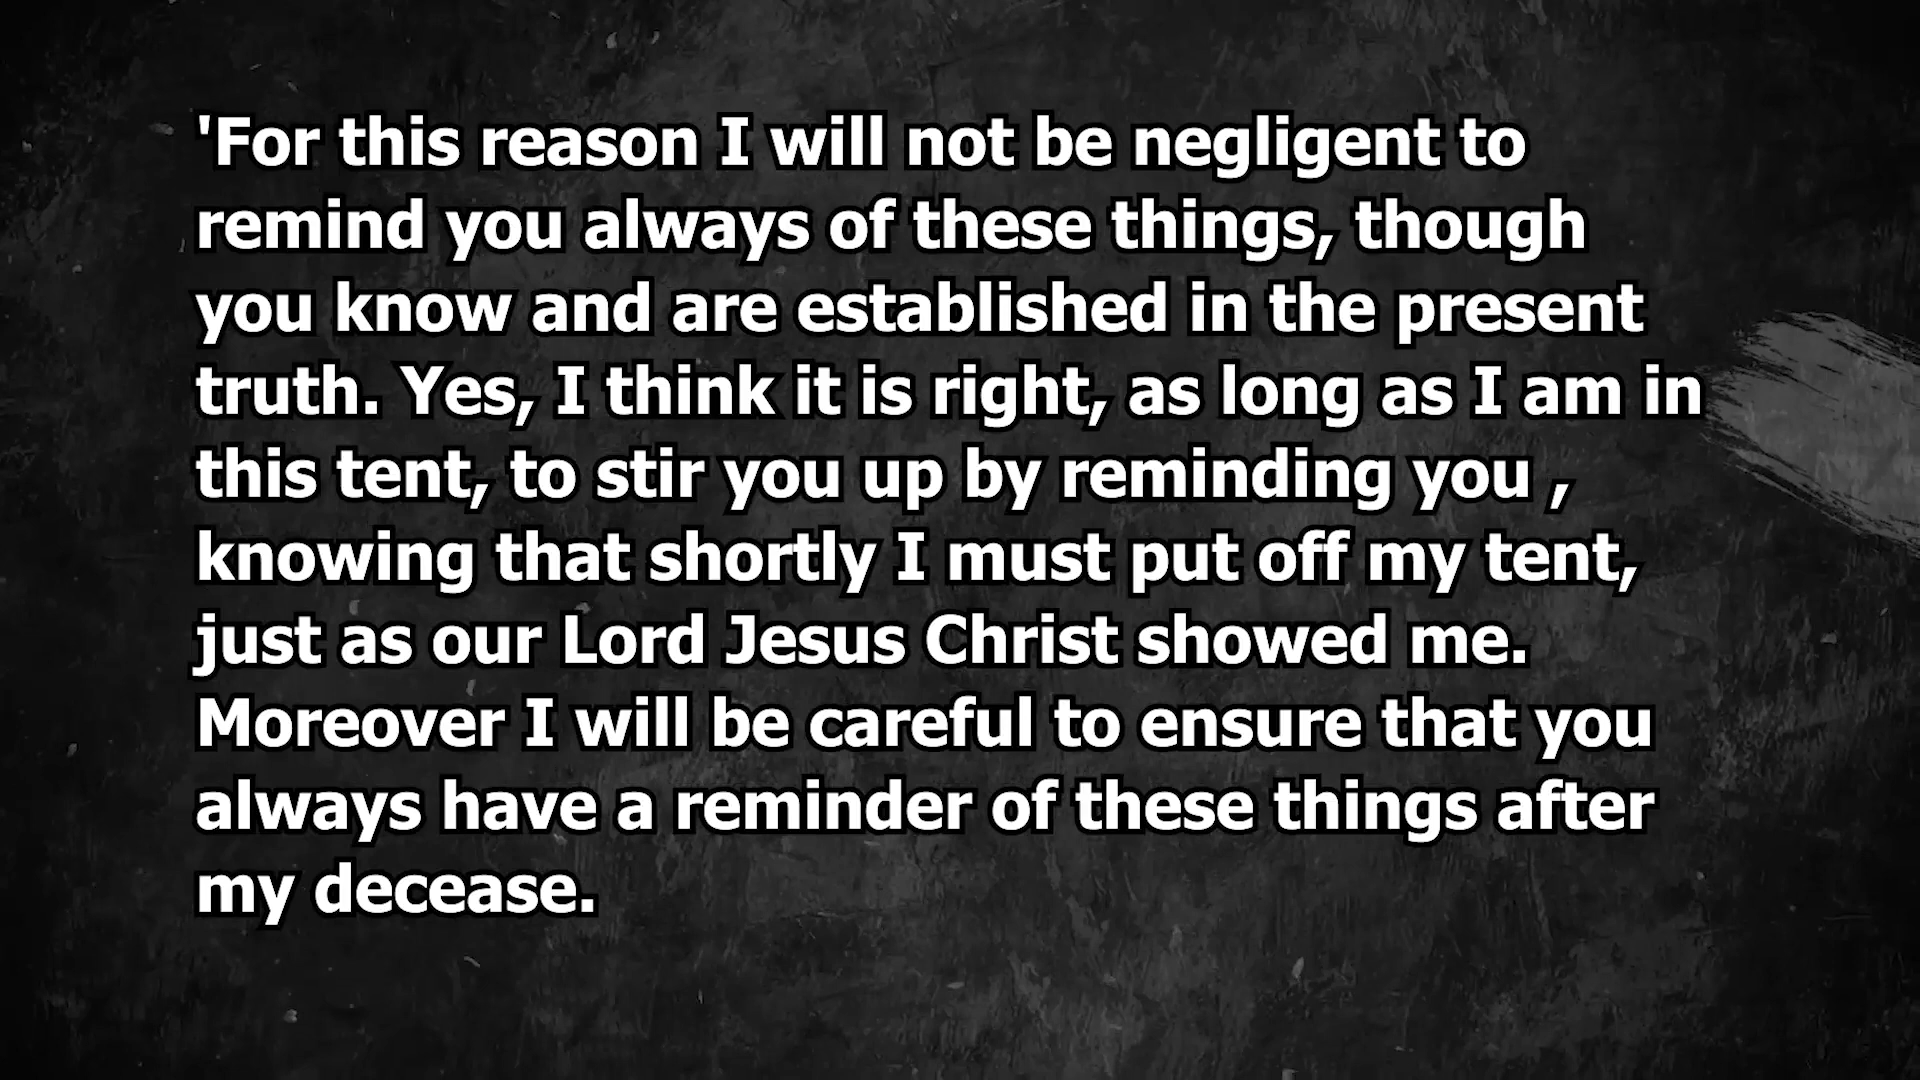 'For this reason I will not be negligent to
remind you always of these things, though
you know and are established in the present
truth. Yes, I think it is right, as long as I am in
this tent, to stir you up by reminding you ,
knowing that shortly I must put off my tent,
just as our Lord Jesus Christ showed me.
Moreover I will be careful to ensure that you
always have a reminder of these things after
my decease.